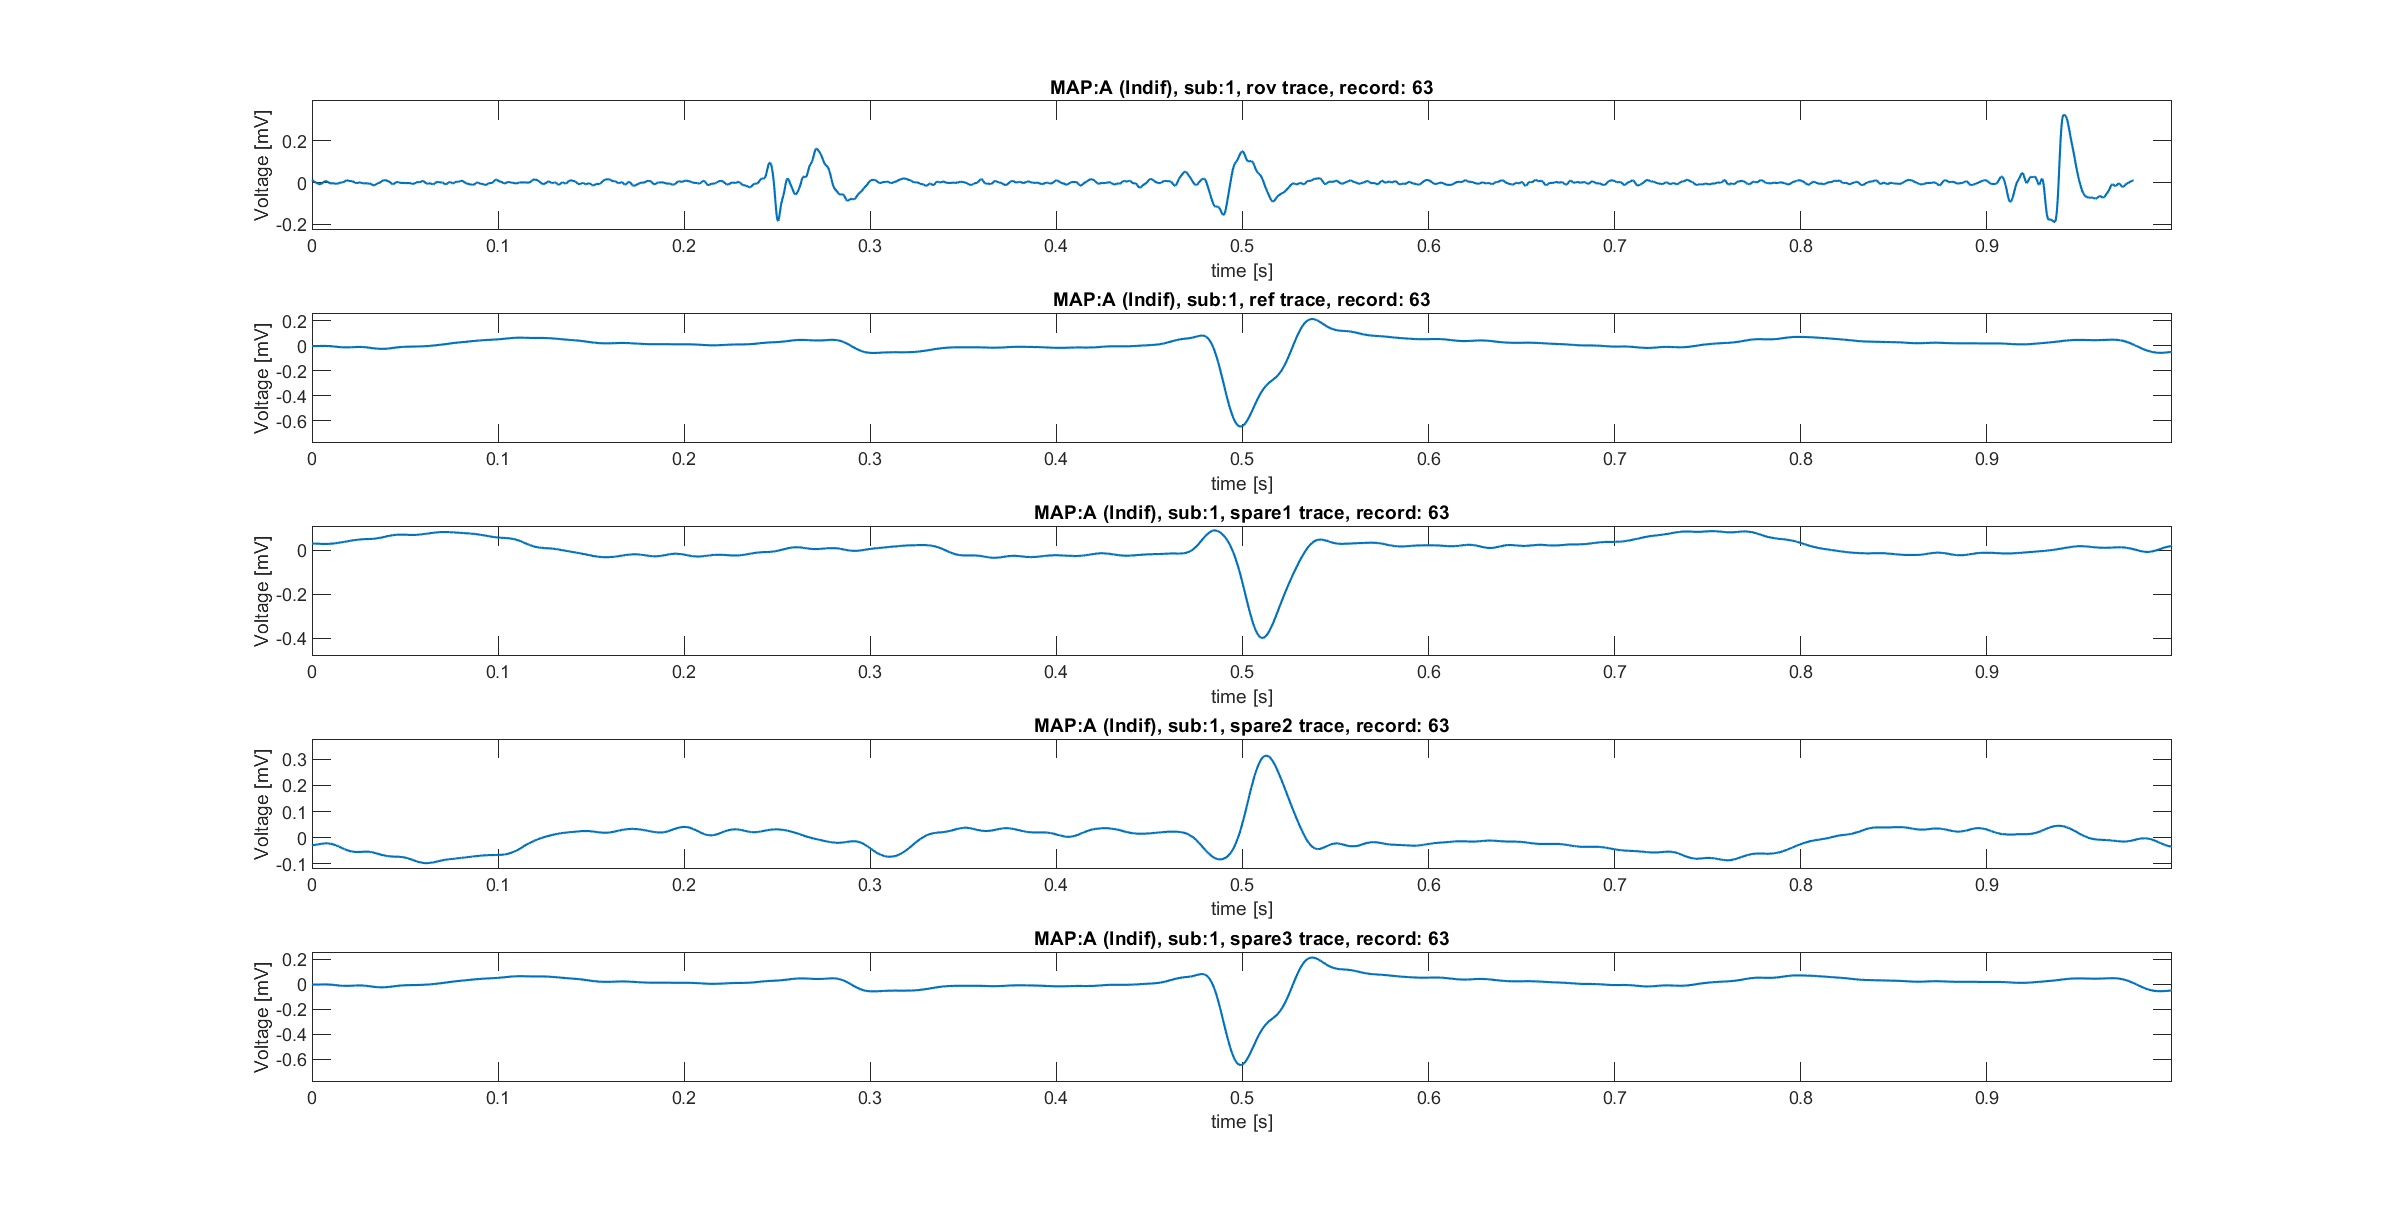 MAP:A (Indif), sub:1, rov trace, record: 63
Voltage [mV]
0.2
0
-0.2
0 0.1 0.2 0.3 0.4 0.5 0.6 0.7 0.8 0.9
time [s]
MAP:A (Indif), sub:1, ref trace, record: 63
Voltage [mV]
0.2
0
-0.2
-0.4
-0.6
0 0.1 0.2 0.3 0.4 0.5 0.6 0.7 0.8 0.9
time [s]
MAP:A (Indif), sub:1, spare1 trace, record: 63
Voltage [mV]
0
-0.2
-0.4
0 0.1 0.2 0.3 0.4 0.5 0.6 0.7 0.8 0.9
time [s]
MAP:A (Indif), sub:1, spare2 trace, record: 63
Voltage [mV]
0.3
0.2
0.1
0
-0.1
0 0.1 0.2 0.3 0.4 0.5 0.6 0.7 0.8 0.9
time [s]
MAP:A (Indif), sub:1, spare3 trace, record: 63
Voltage [mV]
0.2
0
-0.2
-0.4
-0.6
0 0.1 0.2 0.3 0.4 0.5 0.6 0.7 0.8 0.9
time [s]